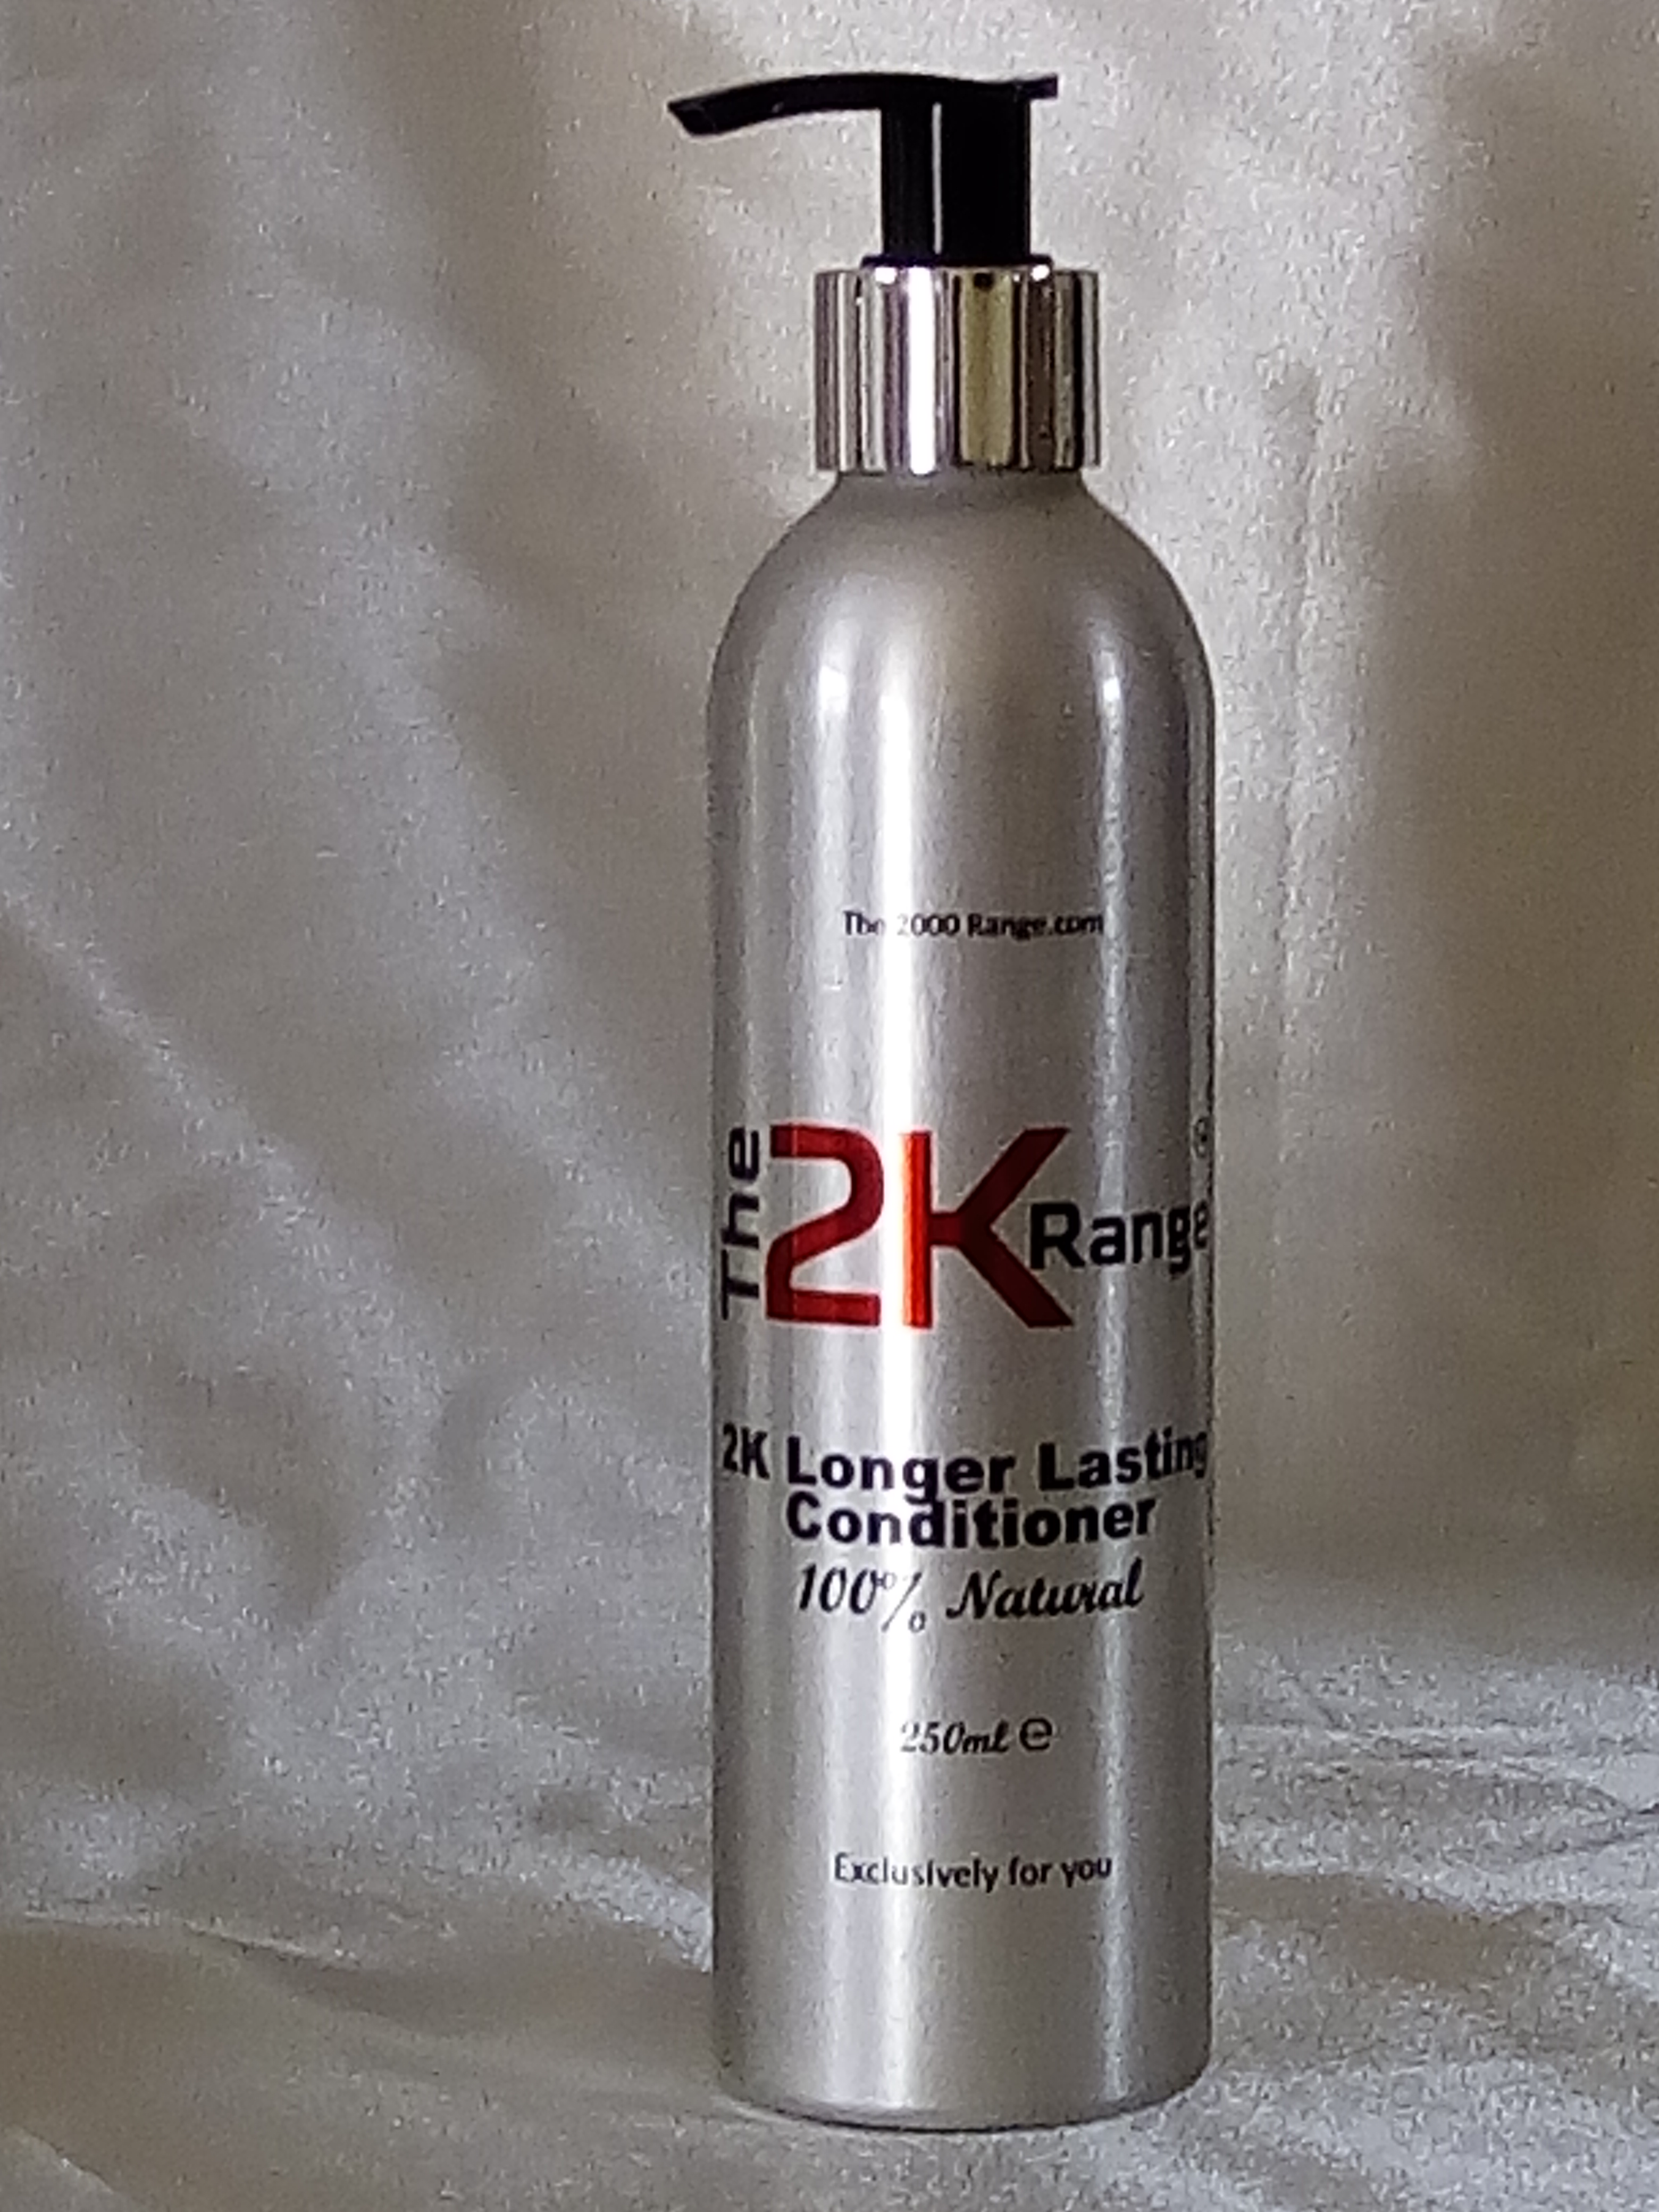 The 2000 Range.com
The 2K Range ®
2K Longer Lasting
Conditioner
100% Natural
250ml ℮
Exclusively for you